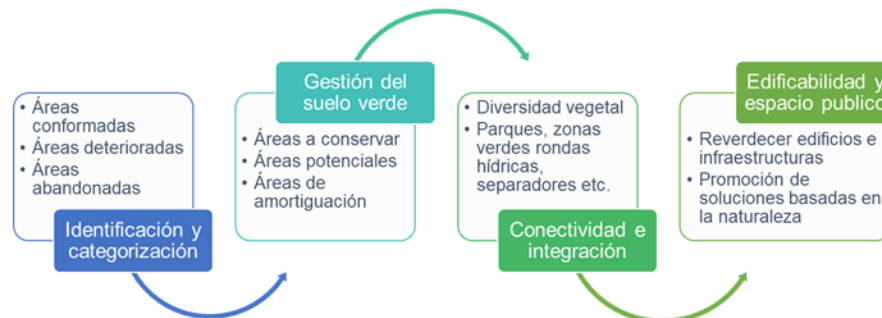 • Áreas
conformadas
• Áreas deterioradas
• Áreas
abandonadas
Identificación y
categorización
Gestión del
suelo verde
• Áreas a conservar
• Áreas potenciales
• Áreas de
amortiguación
• Diversidad vegetal
• Parques, zonas
verdes rondas
hídricas,
separadores etc.
Conectividad e
integración
Edificabilidad y
espacio publico
• Reverdecer edificios e
infraestructuras
• Promoción de
soluciones basadas en
la naturaleza